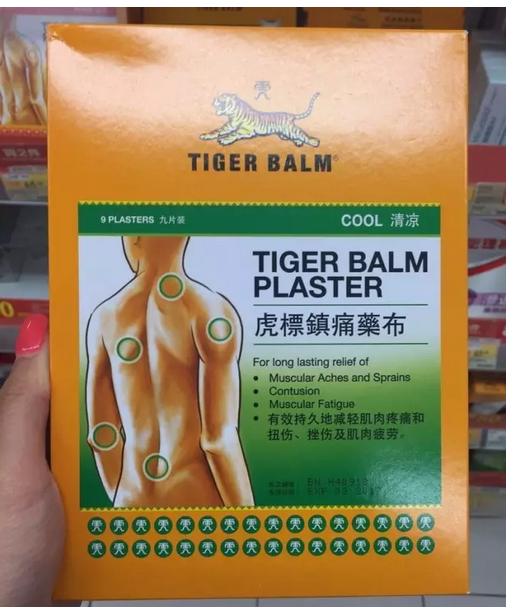 TIGER BALM®
9 PLASTERS 九片裝
COOL 清凉
TIGER BALM
PLASTER
虎標鎮痛藥布
For long lasting relief of
• Muscular Aches and Sprains
• Contusion
• Muscular Fatigue
• 有效持久地减轻肌肉疼痛和
扭伤、挫伤及肌肉疲劳。